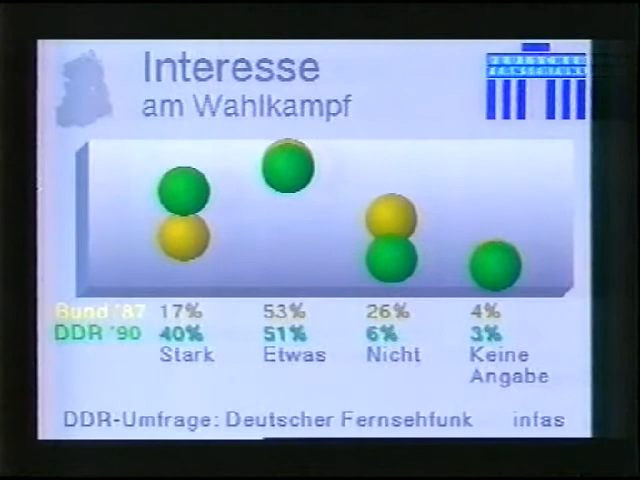 Interesse
am Wahlkampf
Bund '87 17% 53% 26% 4%
DDR '90 40% 51% 6% 3%
Stark Etwas Nicht Keine
Angabe
DDR-Umfrage: Deutscher Fernsehfunk infas